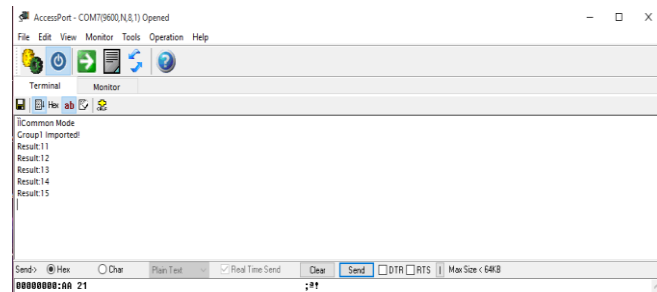 AccessPort - COM7(9600,N,8,1) Opened
File Edit View Monitor Tools Operation Help
Terminal Monitor
Hex ab
ïïCommon Mode
Group1 Imported!
Result:11
Result:12
Result:13
Result:14
Result:15
Send-> Hex Char Plain Text Real Time Send Clear Send DTR RTS Max Size < 64KB
00000000:AA 21 ;ª!